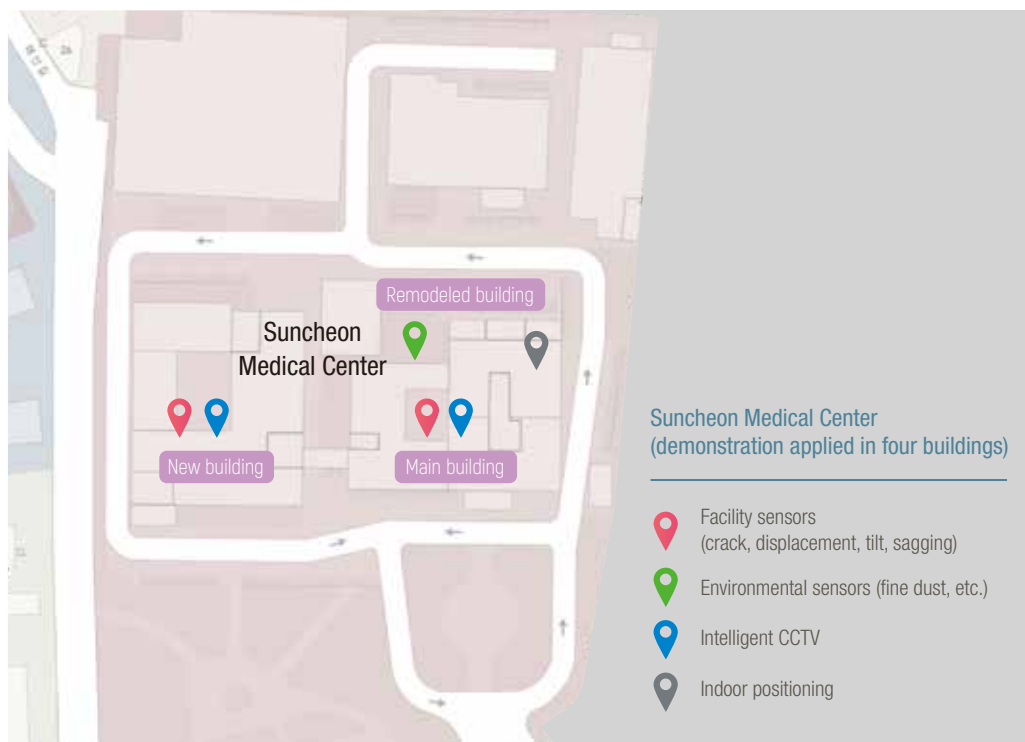 Remodeled building
Suncheon
Medical Center
New building
Main building
Suncheon Medical Center
(demonstration applied in four buildings)
Facility sensors
(crack, displacement, tilt, sagging)
Environmental sensors (fine dust, etc.)
Intelligent CCTV
Indoor positioning